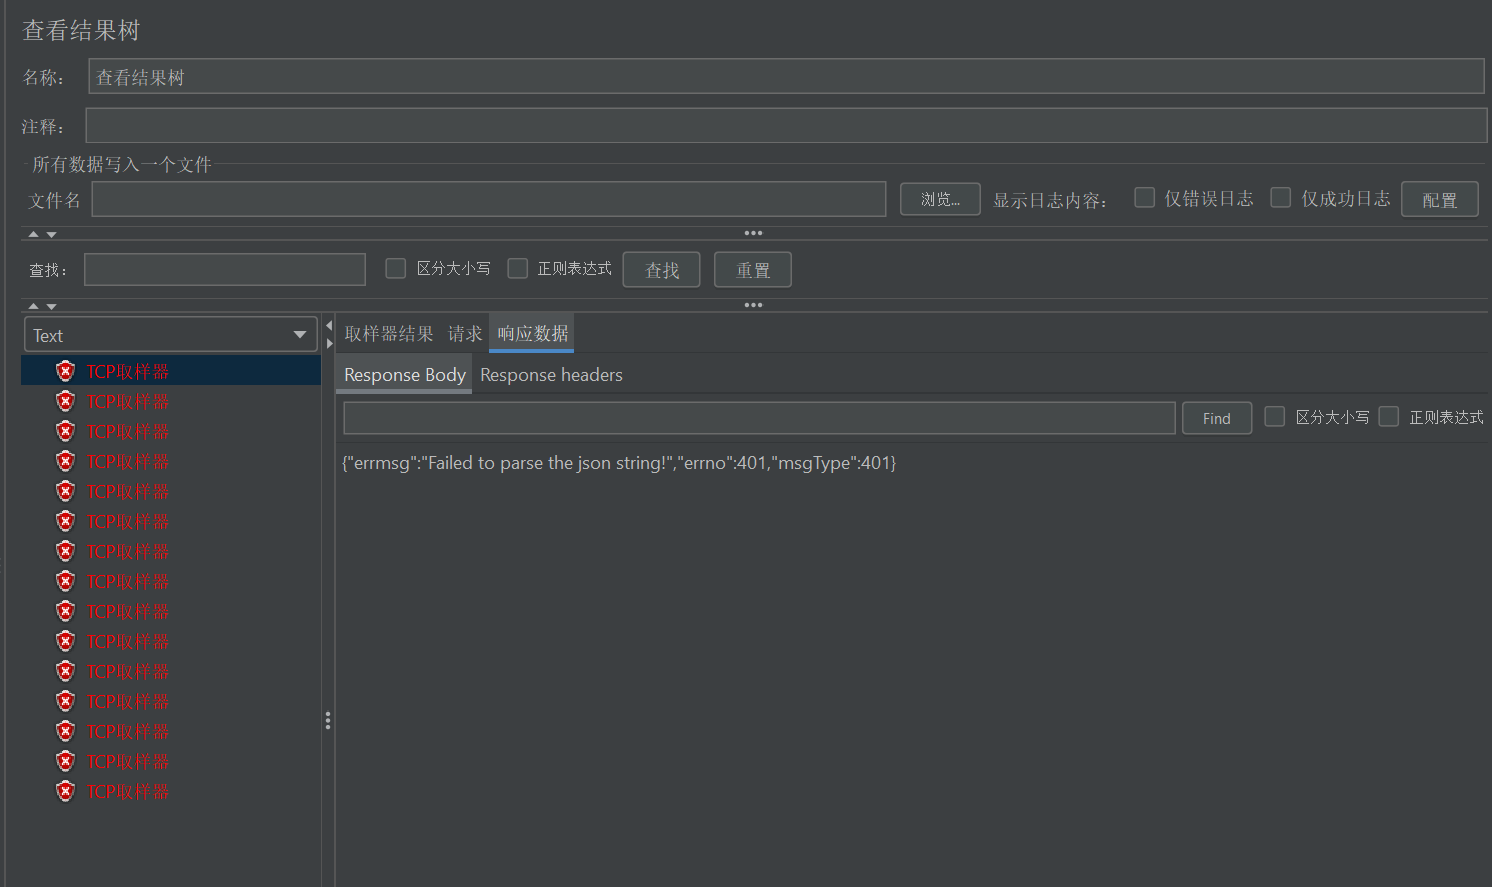 查看结果树
名称： 查看结果树
注释：
所有数据写入一个文件
文件名 浏览... 显示日志内容： 仅错误日志 仅成功日志 配置
查找： 区分大小写 正则表达式 查找 重置
Text
取样器结果 请求 响应数据
TCP取样器
Response Body Response headers
TCP取样器
Find 区分大小写 正则表达式
TCP取样器
{"errmsg":"Failed to parse the json string!","errno":401,"msgType":401}
TCP取样器
TCP取样器
TCP取样器
TCP取样器
TCP取样器
TCP取样器
TCP取样器
TCP取样器
TCP取样器
TCP取样器
TCP取样器
TCP取样器